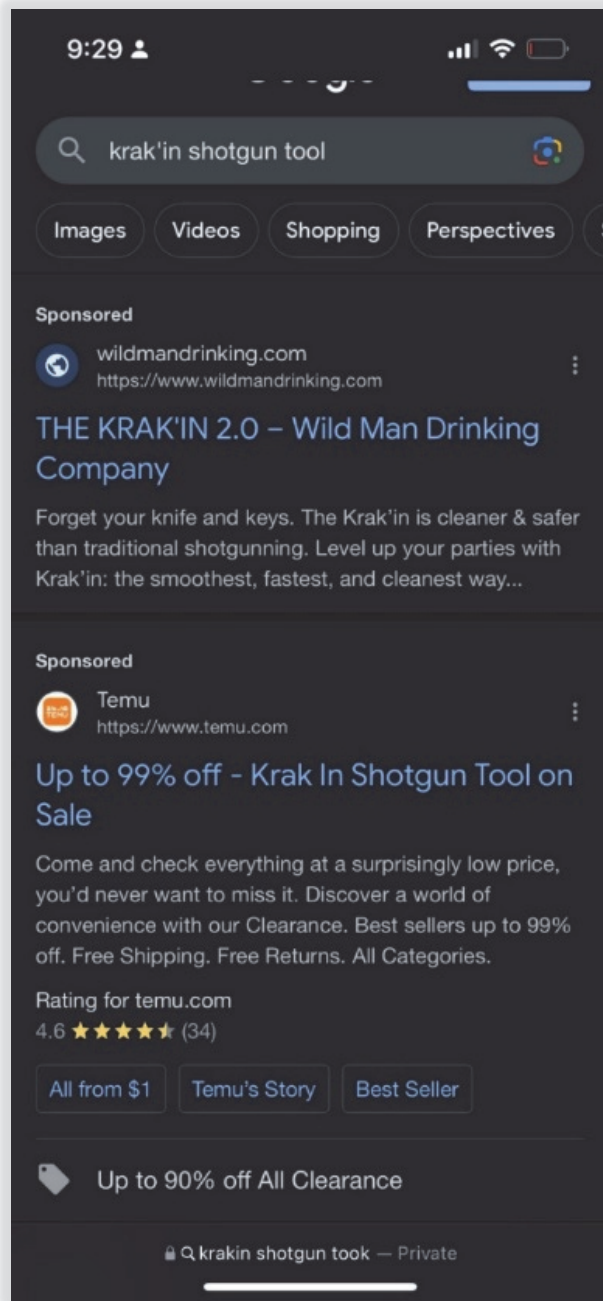 9:29
krak'in shotgun tool
Images Videos Shopping Perspectives
Sponsored
wildmandrinking.com
https://www.wildmandrinking.com
THE KRAK'IN 2.0 – Wild Man Drinking
Company
Forget your knife and keys. The Krak'in is cleaner & safer
than traditional shotgunning. Level up your parties with
Krak'in: the smoothest, fastest, and cleanest way...
Sponsored
Temu
https://www.temu.com
Up to 99% off - Krak In Shotgun Tool on
Sale
Come and check everything at a surprisingly low price,
you'd never want to miss it. Discover a world of
convenience with our Clearance. Best sellers up to 99%
off. Free Shipping. Free Returns. All Categories.
Rating for temu.com
4.6 ★★★★★ (34)
All from $1 Temu's Story Best Seller
Up to 90% off All Clearance
krakin shotgun took — Private